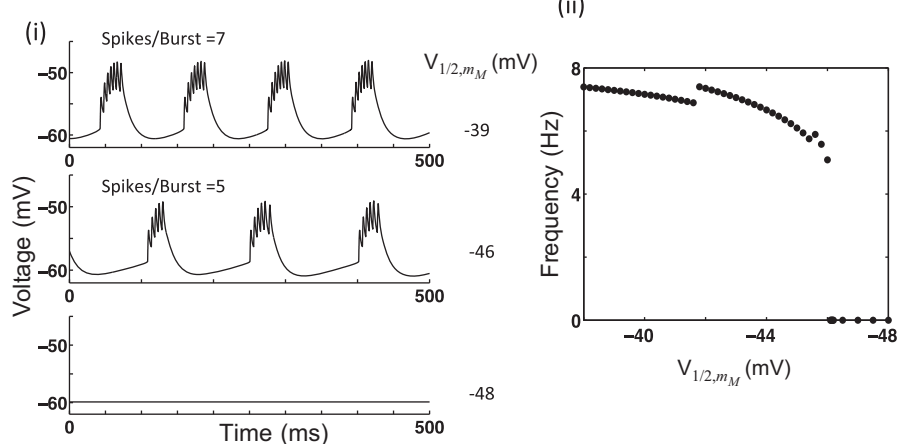 (i)
Spikes/Burst =7
−50
−60
0
500
V1/2,mM (mV)
-39
Spikes/Burst =5
−50
−60
0
500
-46
−50
−60
0
500
-48
Voltage (mV)
Time (ms)
(ii)
8
4
0
−40
−44
−48
Frequency (Hz)
V1/2,mM (mV)